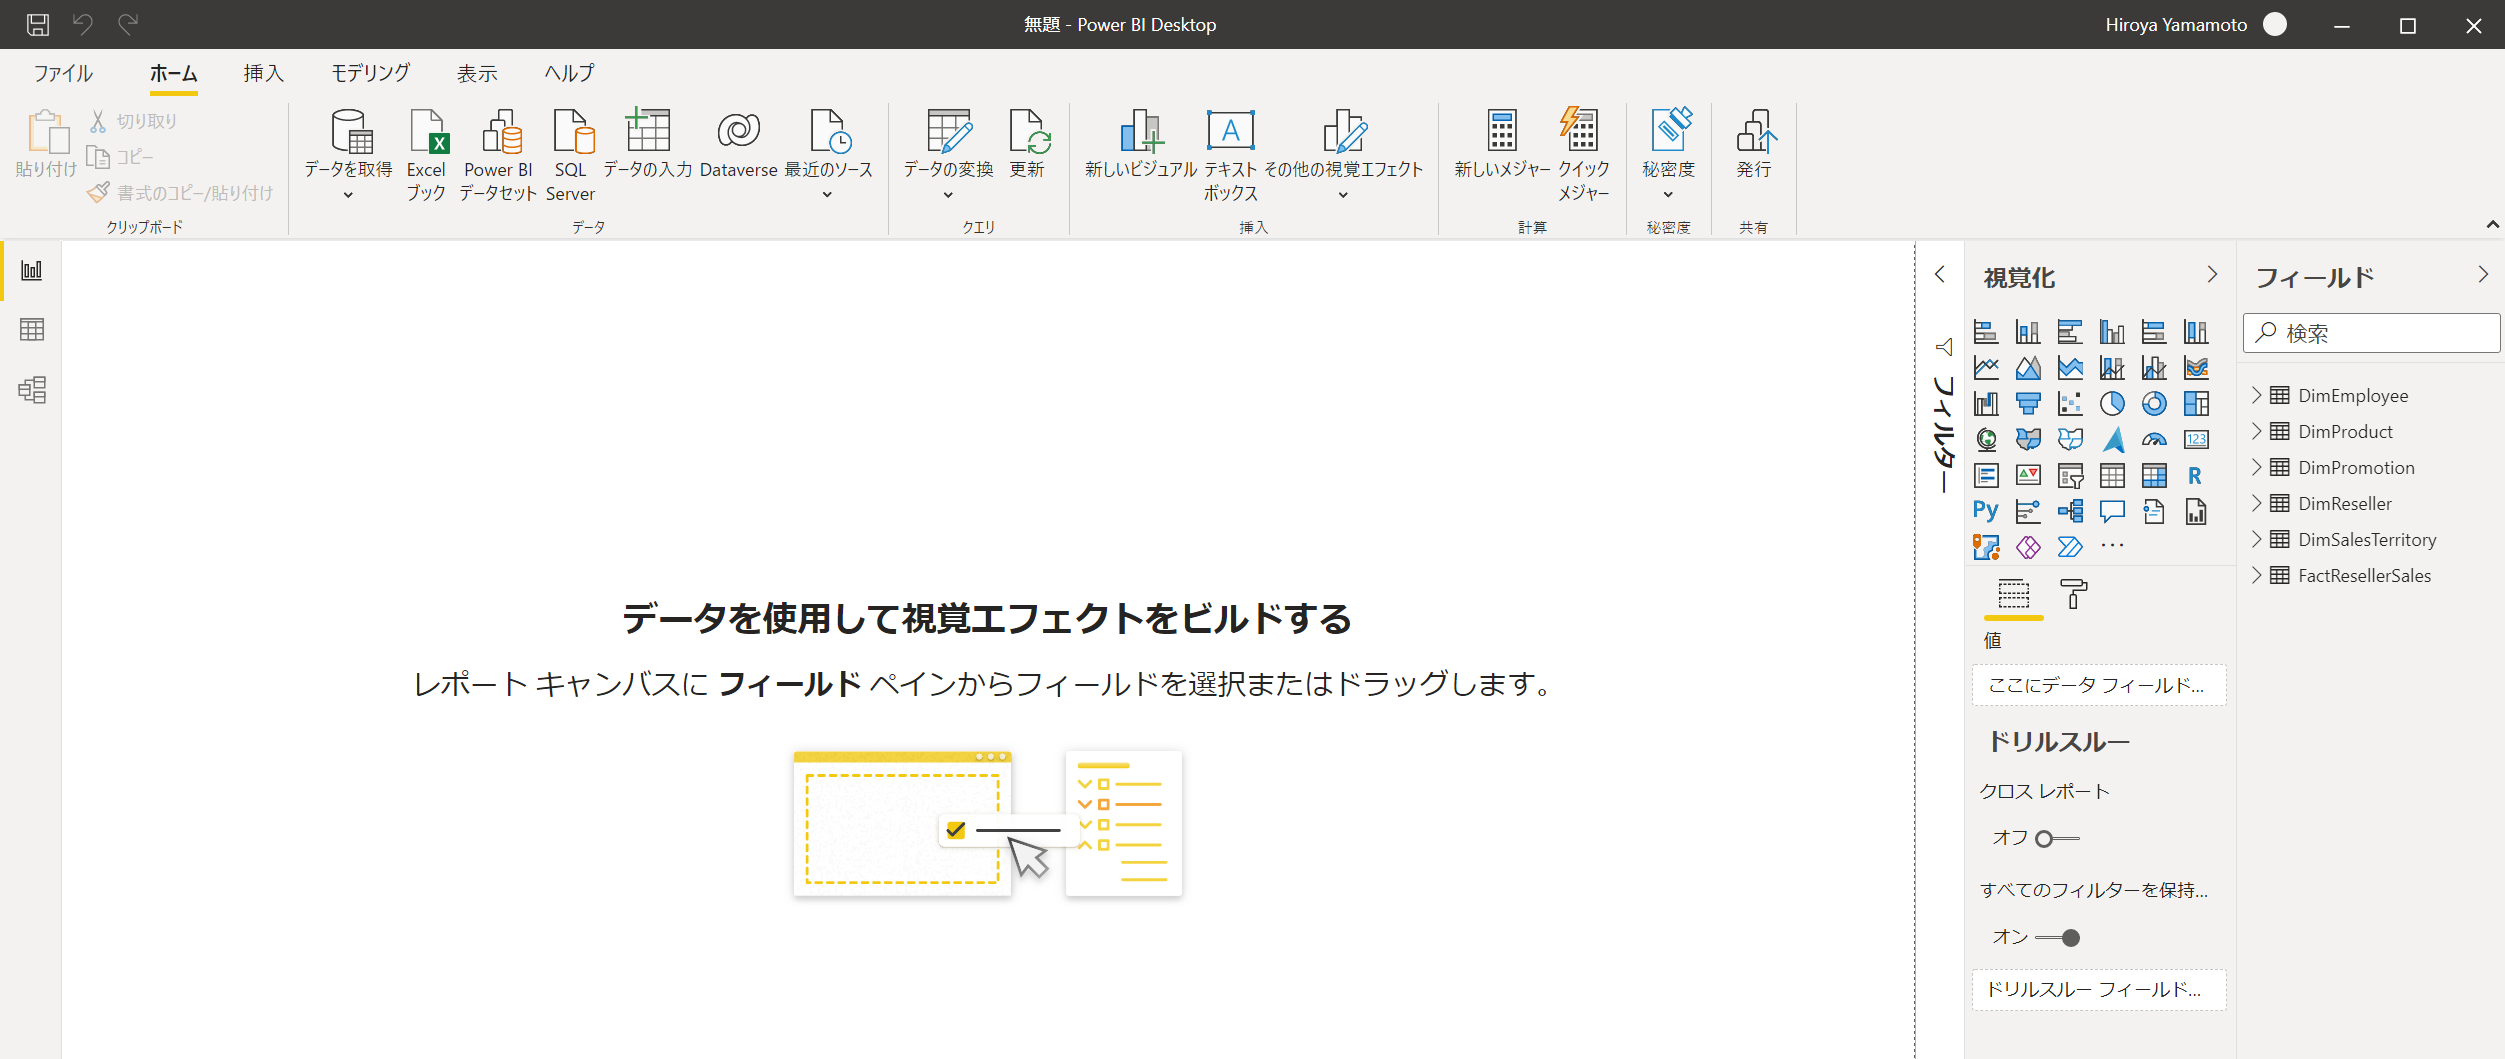 無題 - Power BI Desktop
Hiroya Yamamoto
ファイル ホーム 挿入 モデリング 表示 ヘルプ
貼り付け
切り取り
コピー
書式のコピー/貼り付け
クリップボード
データを取得
Excel
ブック
Power BI
データセット
SQL
Server
データの入力
Dataverse
最近のソース
データ
データの変換
更新
クエリ
新しいビジュアル
テキスト
ボックス
その他の視覚エフェクト
挿入
新しいメジャー
クイック
メジャー
計算
秘密度
秘密度
発行
共有
データを使用して視覚エフェクトをビルドする
レポート キャンバスに フィールド ペインからフィールドを選択またはドラッグします。
フィルター
視覚化
123
R
Py
値
ここにデータ フィールド...
ドリルスルー
クロス レポート
オフ
すべてのフィルターを保持...
オン
ドリルスルー フィールド...
フィールド
検索
DimEmployee
DimProduct
DimPromotion
DimReseller
DimSalesTerritory
FactResellerSales